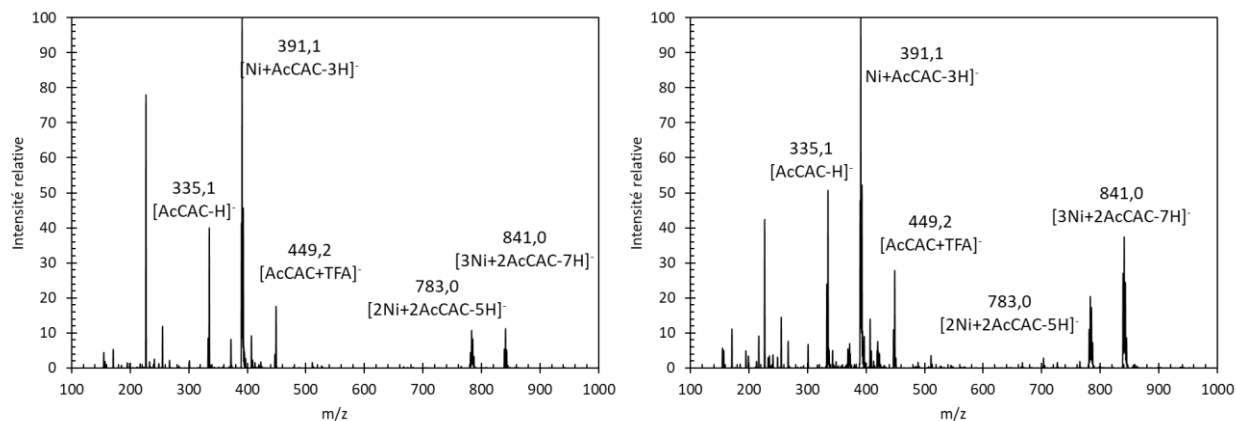 Intensité relative
100
90
80
70
60
50
40
30
20
10
0
391,1
[Ni+AcCAC-3H]⁻
335,1
[AcCAC-H]⁻
449,2
[AcCAC+TFA]⁻
841,0
[3Ni+2AcCAC-7H]⁻
783,0
[2Ni+2AcCAC-5H]⁻
100 200 300 400 500 600 700 800 900 1000
m/z
Intensité relative
100
90
80
70
60
50
40
30
20
10
0
391,1
Ni+AcCAC-3H]⁻
335,1
[AcCAC-H]⁻
841,0
[3Ni+2AcCAC-7H]⁻
449,2
[AcCAC+TFA]⁻
783,0
[2Ni+2AcCAC-5H]⁻
100 200 300 400 500 600 700 800 900 1000
m/z